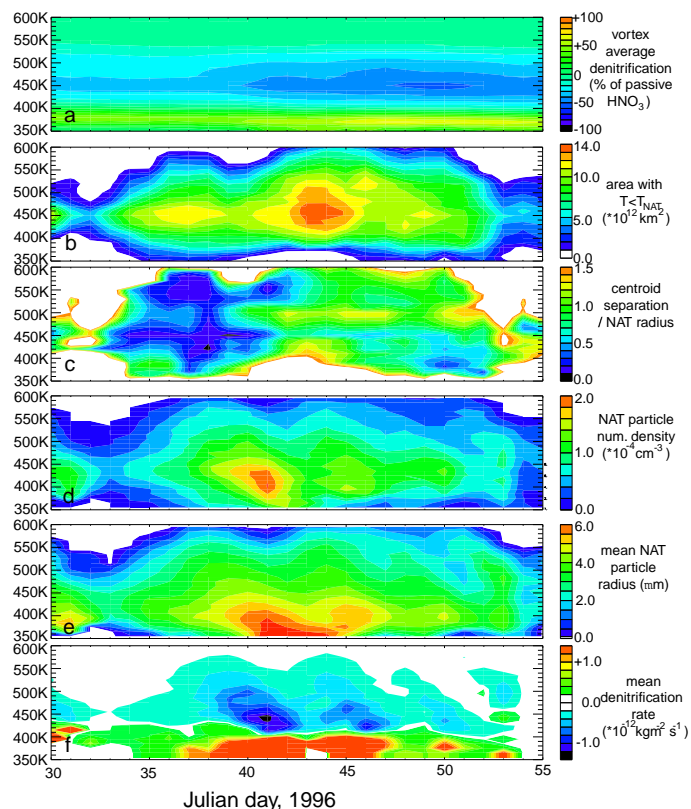 600K
550K
500K
450K
400K
350K
a
+100
+50
0
-50
-100
vortex
average
denitrification
(% of passive
HNO3)
600K
550K
500K
450K
400K
350K
b
14.0
10.0
5.0
0.0
area with
T<TNAT
(*10^12 km^2)
600K
550K
500K
450K
400K
350K
c
1.5
1.0
0.5
0.0
centroid
separation
/ NAT radius
600K
550K
500K
450K
400K
350K
d
2.0
1.0
0.0
NAT particle
num. density
(*10^-4 cm^-3)
600K
550K
500K
450K
400K
350K
e
6.0
4.0
2.0
0.0
mean NAT
particle
radius (mm)
600K
550K
500K
450K
400K
350K
f
+1.0
0.0
-1.0
mean
denitrification
rate
(*10^-12 kgm^-2 s^-1)
30 35 40 45 50 55
Julian day, 1996